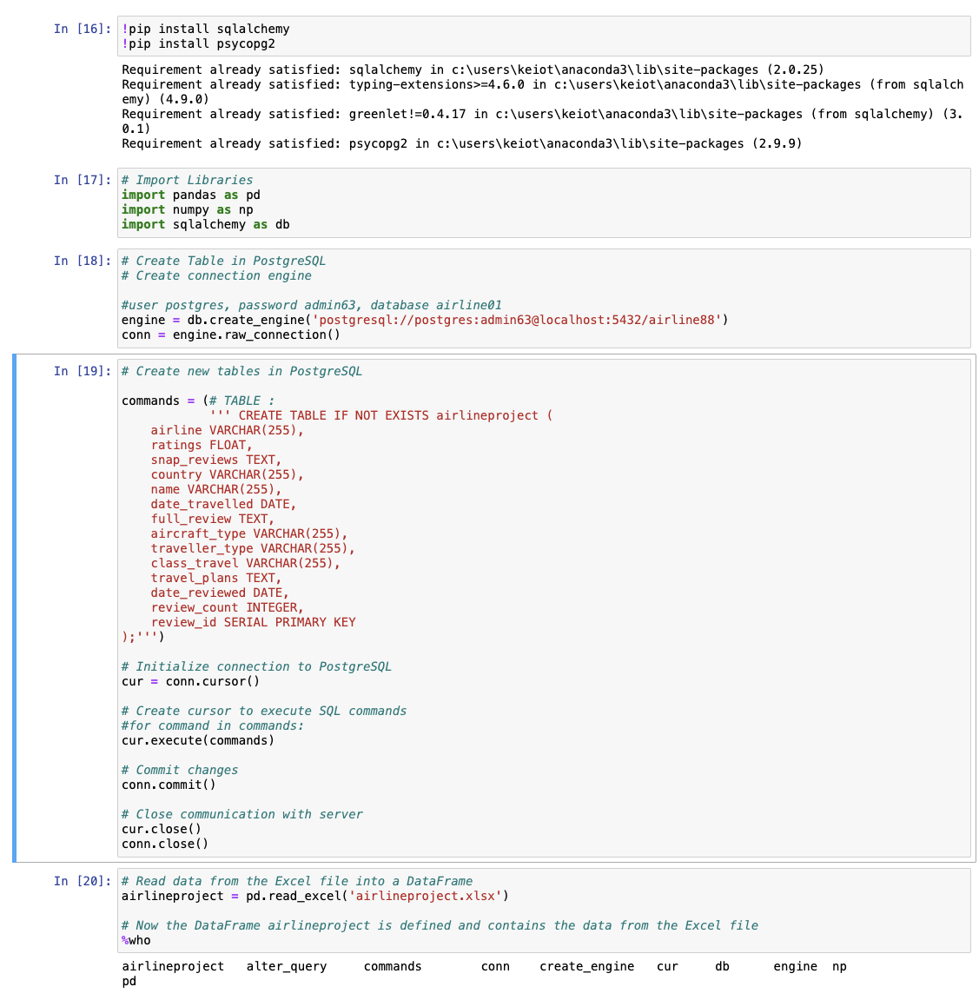 In [16]: !pip install sqlalchemy
!pip install psycopg2
Requirement already satisfied: sqlalchemy in c:\users\keiot\anaconda3\lib\site-packages (2.0.25)
Requirement already satisfied: typing-extensions>=4.6.0 in c:\users\keiot\anaconda3\lib\site-packages (from sqlalch
emy) (4.9.0)
Requirement already satisfied: greenlet!=0.4.17 in c:\users\keiot\anaconda3\lib\site-packages (from sqlalchemy) (3.
0.1)
Requirement already satisfied: psycopg2 in c:\users\keiot\anaconda3\lib\site-packages (2.9.9)
In [17]: # Import Libraries
import pandas as pd
import numpy as np
import sqlalchemy as db
In [18]: # Create Table in PostgreSQL
# Create connection engine
#user postgres, password admin63, database airline01
engine = db.create_engine('postgresql://postgres:admin63@localhost:5432/airline88')
conn = engine.raw_connection()
In [19]: # Create new tables in PostgreSQL
commands = (# TABLE :
''' CREATE TABLE IF NOT EXISTS airlineproject (
airline VARCHAR(255),
ratings FLOAT,
snap_reviews TEXT,
country VARCHAR(255),
name VARCHAR(255),
date_travelled DATE,
full_review TEXT,
aircraft_type VARCHAR(255),
traveller_type VARCHAR(255),
class_travel VARCHAR(255),
travel_plans TEXT,
date_reviewed DATE,
review_count INTEGER,
review_id SERIAL PRIMARY KEY
);''')
# Initialize connection to PostgreSQL
cur = conn.cursor()
# Create cursor to execute SQL commands
#for command in commands:
cur.execute(commands)
# Commit changes
conn.commit()
# Close communication with server
cur.close()
conn.close()
In [20]: # Read data from the Excel file into a DataFrame
airlineproject = pd.read_excel('airlineproject.xlsx')
# Now the DataFrame airlineproject is defined and contains the data from the Excel file
%who
airlineproject alter_query commands conn create_engine cur db engine np
pd